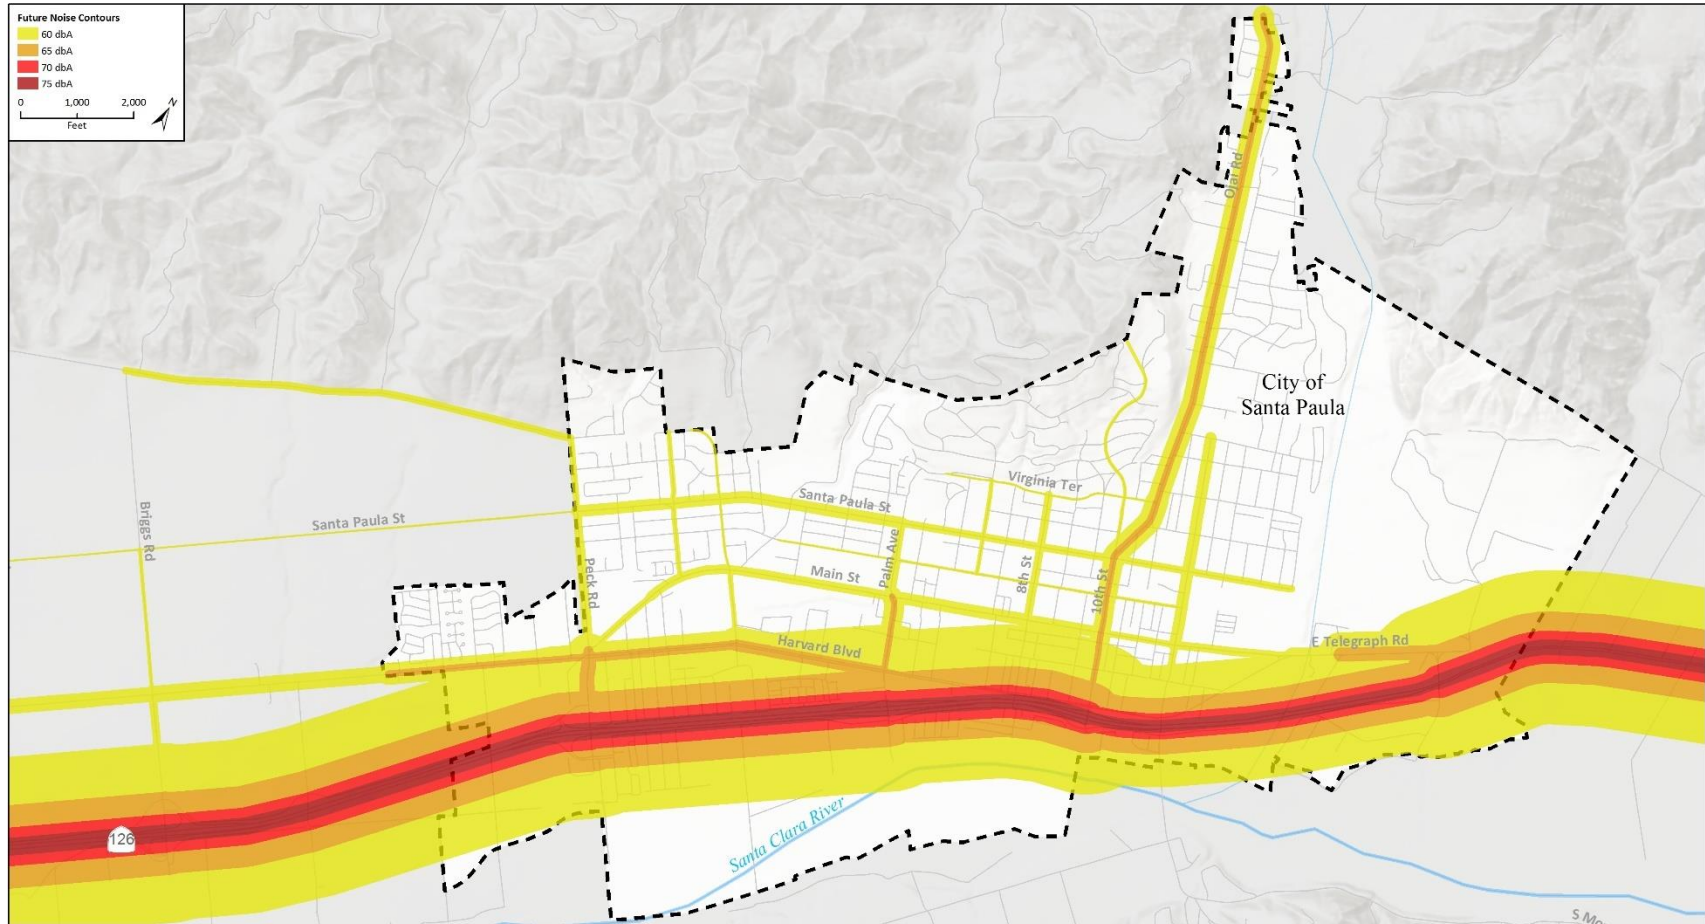 Future Noise Contours
60 dbA
65 dbA
70 dbA
75 dbA
0 1,000 2,000
Feet
N
Ojai Rd
City of
Santa Paula
Virginia Ter
Santa Paula St
Santa Paula St
Briggs Rd
Palm Ave
Main St
8th St
10th St
Peck Rd
Harvard Blvd
E Telegraph Rd
126
Santa Clara River